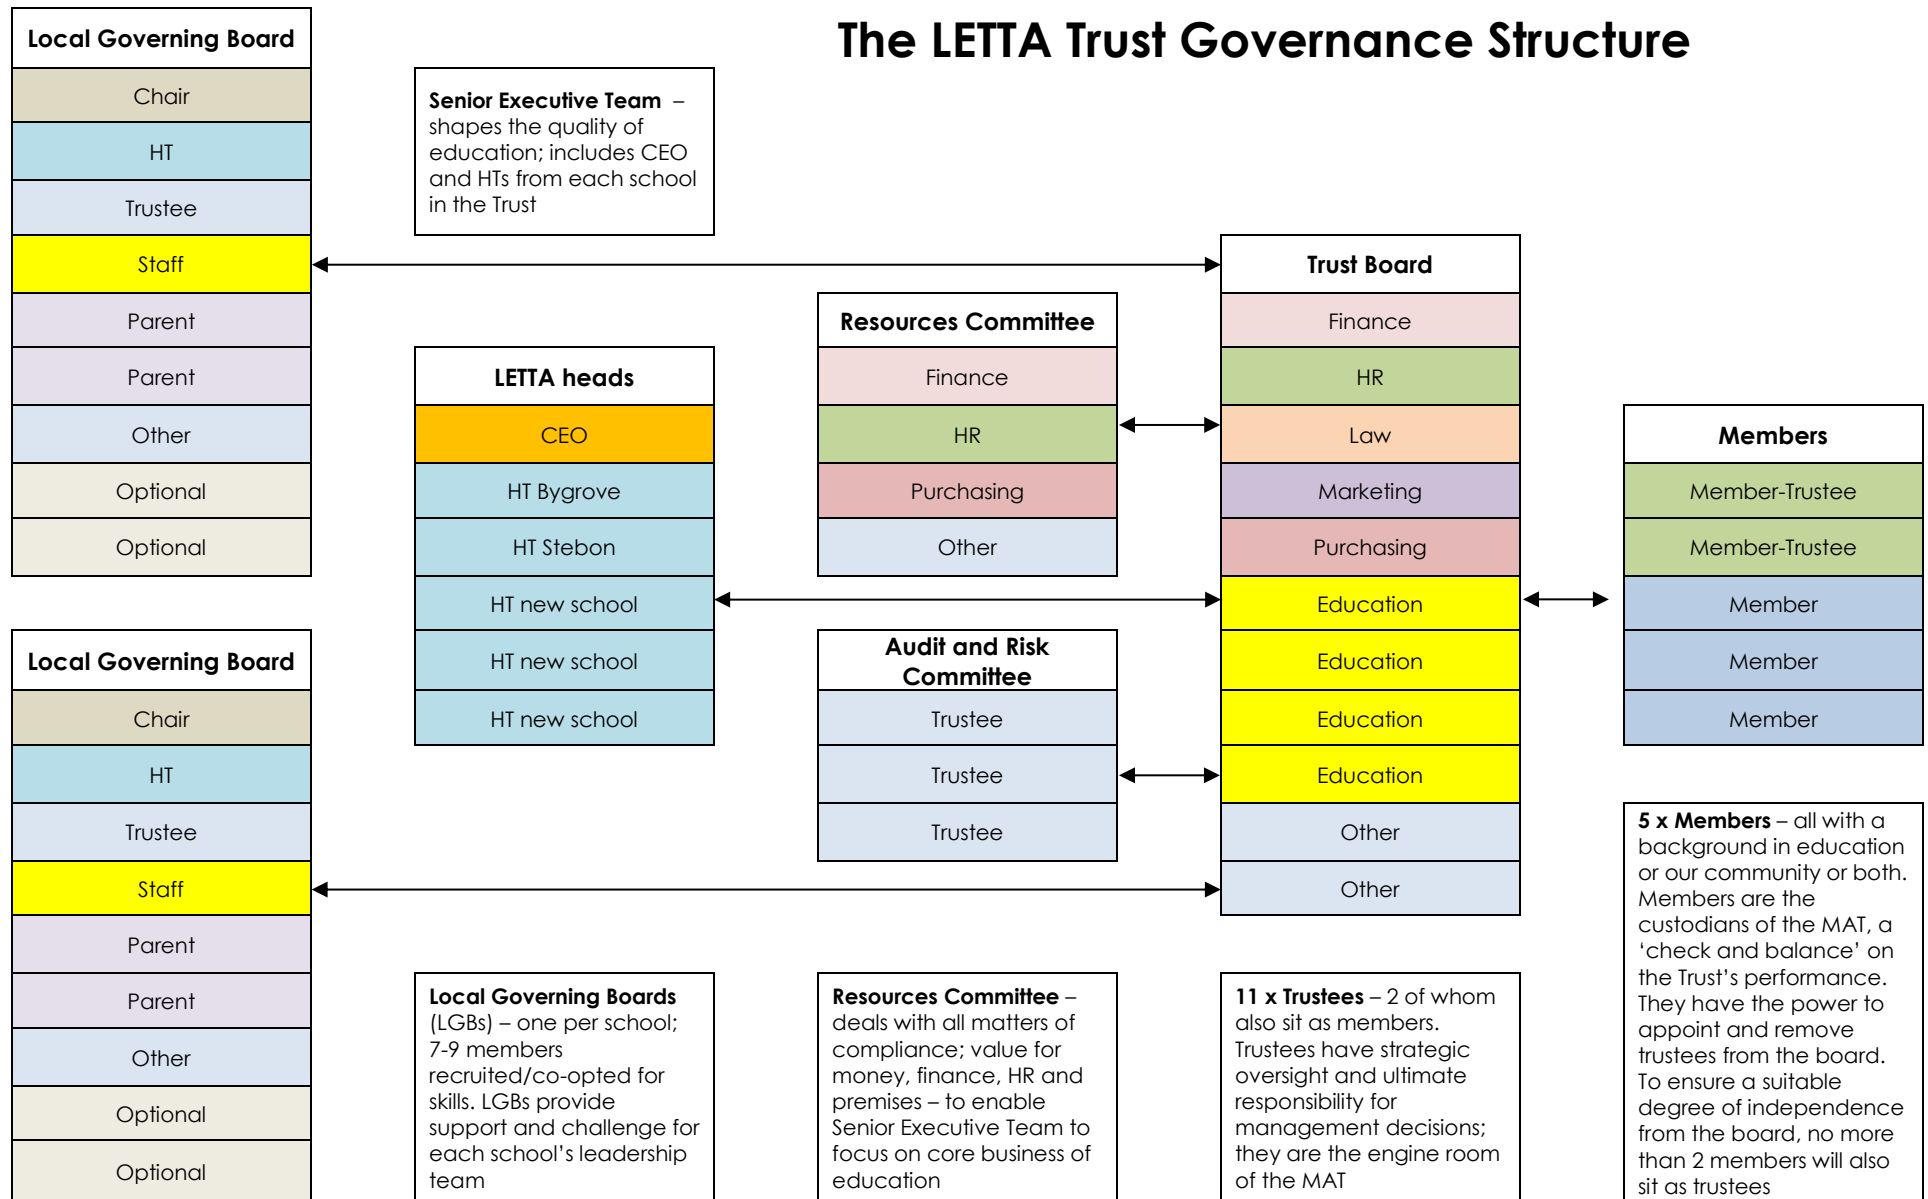 The LETTA Trust Governance Structure
Local Governing Board
Chair
HT
Trustee
Staff
Parent
Parent
Other
Optional
Optional
Local Governing Board
Chair
HT
Trustee
Staff
Parent
Parent
Other
Optional
Optional
Senior Executive Team –
shapes the quality of
education; includes CEO
and HTs from each school
in the Trust
LETTA heads
CEO
HT Bygrove
HT Stebon
HT new school
HT new school
HT new school
Local Governing Boards
(LGBs) – one per school;
7-9 members
recruited/co-opted for
skills. LGBs provide
support and challenge for
each school’s leadership
team
Resources Committee
Finance
HR
Purchasing
Other
Audit and Risk
Committee
Trustee
Trustee
Trustee
Resources Committee –
deals with all matters of
compliance; value for
money, finance, HR and
premises – to enable
Senior Executive Team to
focus on core business of
education
Trust Board
Finance
HR
Law
Marketing
Purchasing
Education
Education
Education
Education
Other
Other
11 x Trustees – 2 of whom
also sit as members.
Trustees have strategic
oversight and ultimate
responsibility for
management decisions;
they are the engine room
of the MAT
Members
Member-Trustee
Member-Trustee
Member
Member
Member
5 x Members – all with a
background in education
or our community or both.
Members are the
custodians of the MAT, a
‘check and balance’ on
the Trust’s performance.
They have the power to
appoint and remove
trustees from the board.
To ensure a suitable
degree of independence
from the board, no more
than 2 members will also
sit as trustees